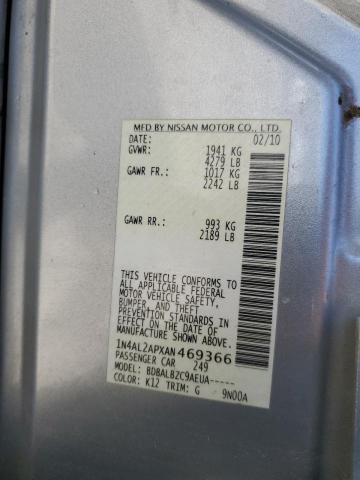 MFD BY NISSAN MOTOR CO., LTD.
DATE: 02/10
GVWR: 1941 KG
4279 LB
GAWR FR.: 1017 KG
2242 LB
GAWR RR.: 993 KG
2189 LB
THIS VEHICLE CONFORMS TO
ALL APPLICABLE FEDERAL
MOTOR VEHICLE SAFETY,
BUMPER, AND THEFT
PREVENTION STANDARDS IN
EFFECT ON THE DATE OF
MANUFACTURE SHOWN ABOVE.
1N4AL2APXAN469366
PASSENGER CAR 249
MODEL: BDBALBZC9AEUA-----
COLOR: K12 TRIM: G 9N00A